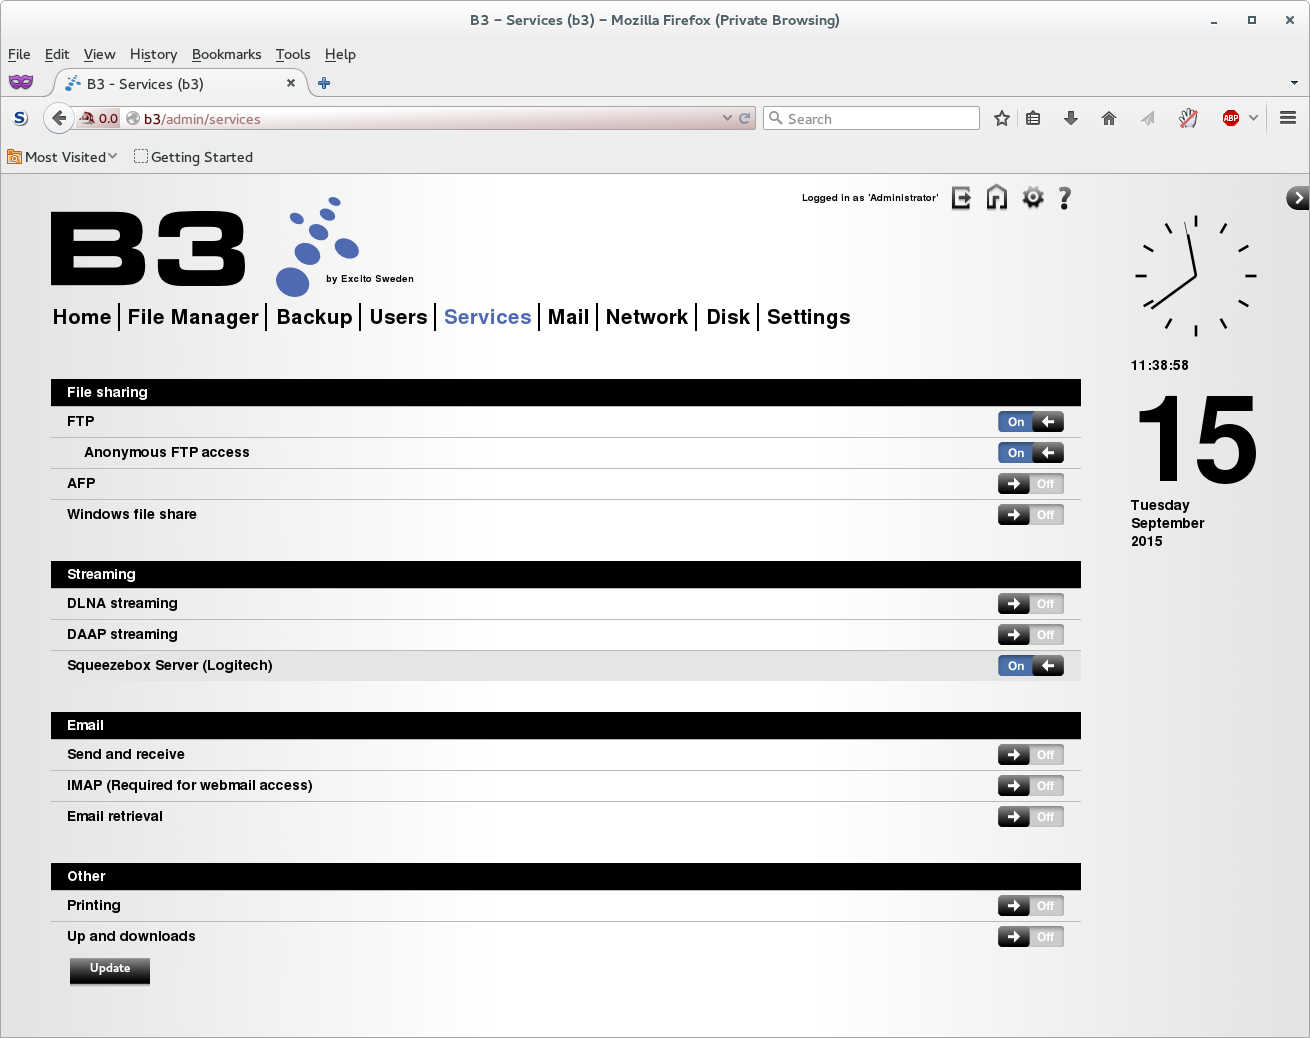 B3 – Services (b3) – Mozilla Firefox (Private Browsing)
File Edit View History Bookmarks Tools Help
B3 - Services (b3)
S 0.0 b3/admin/services Search ABP
Most Visited Getting Started
Logged in as 'Administrator' ?
B3
by Excito Sweden
Home File Manager Backup Users Services Mail Network Disk Settings
11:38:58
15
Tuesday
September
2015
File sharing
FTP On
Anonymous FTP access On
AFP Off
Windows file share Off
Streaming
DLNA streaming Off
DAAP streaming Off
Squeezebox Server (Logitech) On
Email
Send and receive Off
IMAP (Required for webmail access) Off
Email retrieval Off
Other
Printing Off
Up and downloads Off
Update